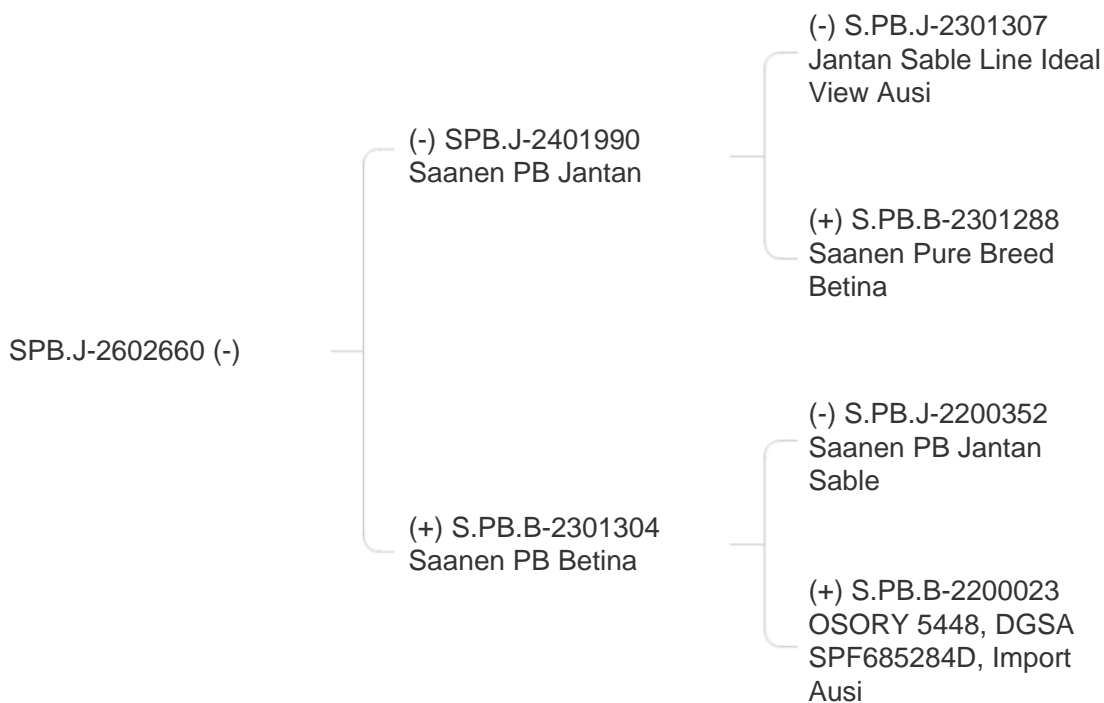 (-) S.PB.J-2301307
Jantan Sable Line Ideal
View Ausi
(-) SPB.J-2401990
Saanen PB Jantan
(+) S.PB.B-2301288
Saanen Pure Breed
Betina
SPB.J-2602660 (-)
(-) S.PB.J-2200352
Saanen PB Jantan
Sable
(+) S.PB.B-2301304
Saanen PB Betina
(+) S.PB.B-2200023
OSORY 5448, DGSA
SPF685284D, Import
Ausi